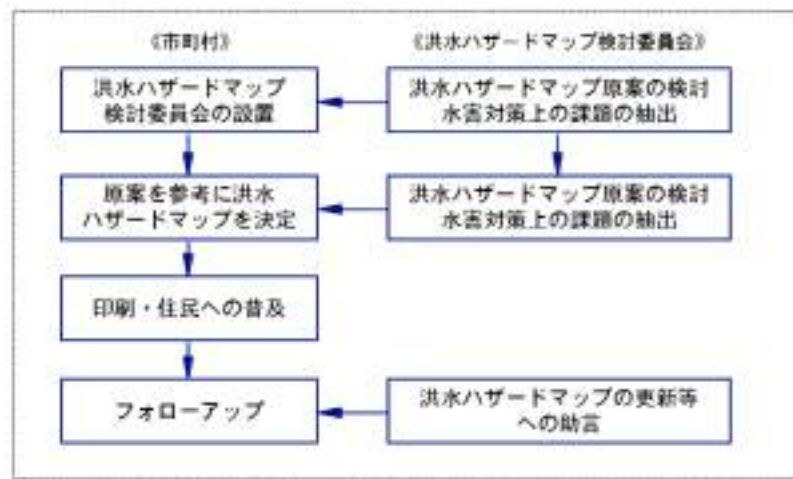 《市町村》
《洪水ハザードマップ検討委員会》
洪水ハザードマップ
検討委員会の設置
洪水ハザードマップ原案の検討
水害対策上の課題の抽出
原案を参考に洪水
ハザードマップを決定
洪水ハザードマップ原案の検討
水害対策上の課題の抽出
印刷・住民への普及
フォローアップ
洪水ハザードマップの更新等
への助言